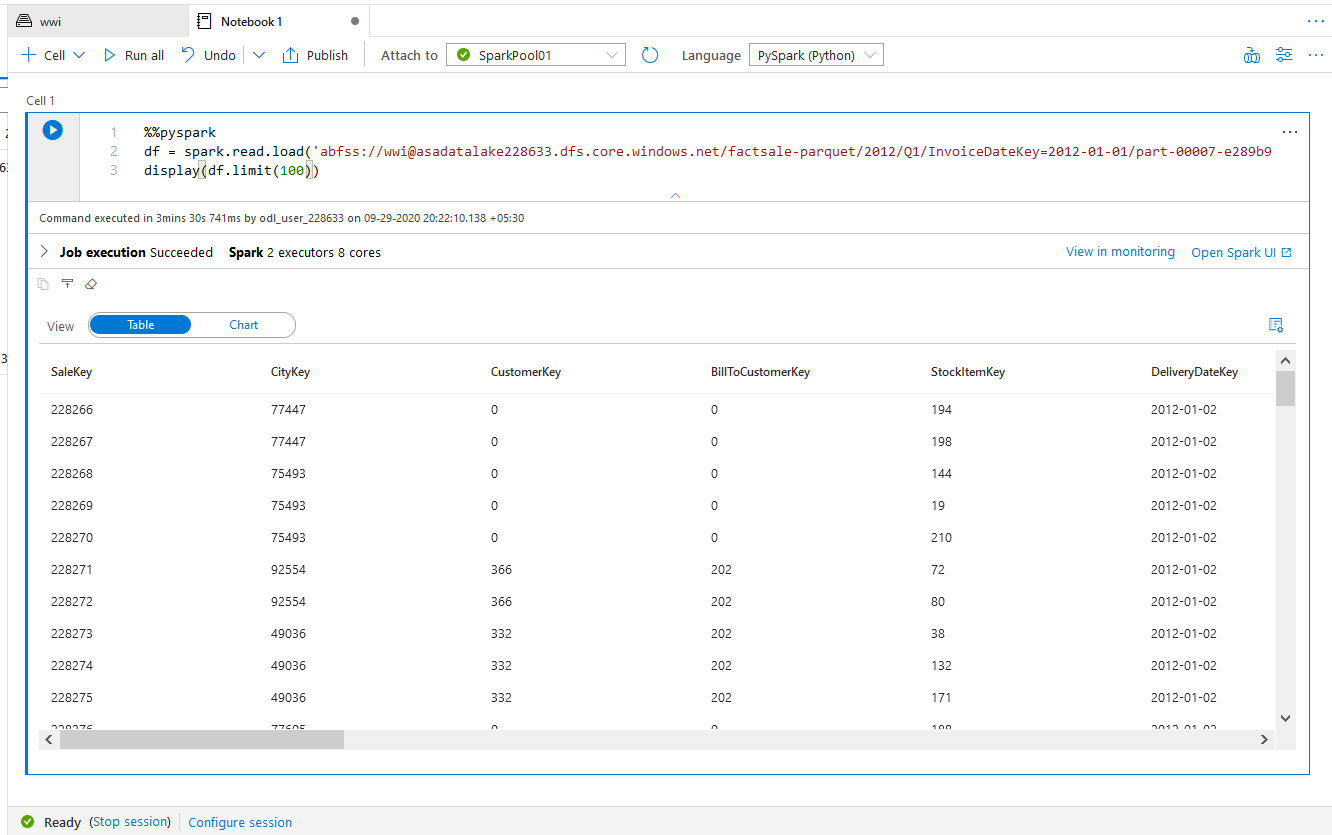 wwi Notebook 1
Cell Run all Undo Publish Attach to SparkPool01 Language PySpark (Python)
Cell 1
1 %%pyspark
2 df = spark.read.load('abfss://wwi@asadatalake228633.dfs.core.windows.net/factsale-parquet/2012/Q1/InvoiceDateKey=2012-01-01/part-00007-e289b9
3 display(df.limit(100))
Command executed in 3mins 30s 741ms by odl_user_228633 on 09-29-2020 20:22:10.138 +05:30
Job execution Succeeded Spark 2 executors 8 cores View in monitoring Open Spark UI
View Table Chart
SaleKey CityKey CustomerKey BillToCustomerKey StockItemKey DeliveryDateKey
228266 77447 0 0 194 2012-01-02
228267 77447 0 0 198 2012-01-02
228268 75493 0 0 144 2012-01-02
228269 75493 0 0 19 2012-01-02
228270 75493 0 0 210 2012-01-02
228271 92554 366 202 72 2012-01-02
228272 92554 366 202 80 2012-01-02
228273 49036 332 202 38 2012-01-02
228274 49036 332 202 132 2012-01-02
228275 49036 332 202 171 2012-01-02
Ready (Stop session) Configure session